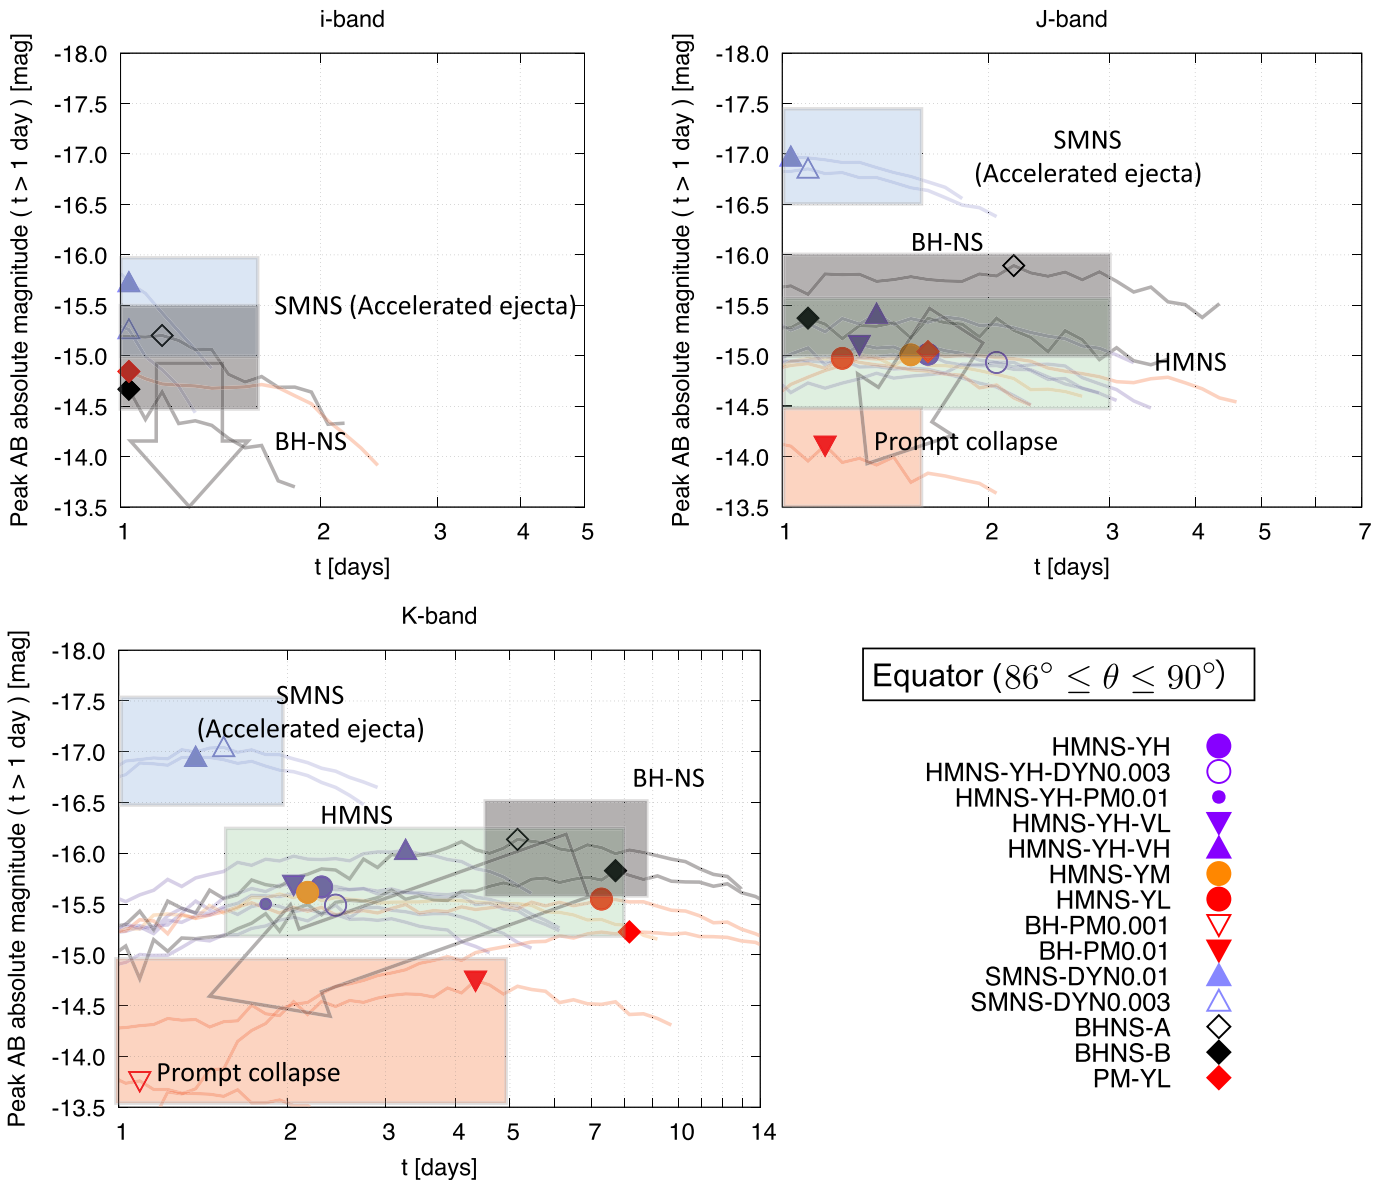 i-band
Peak AB absolute magnitude ( t > 1 day ) [mag]
-18.0
-17.5
-17.0
-16.5
-16.0
-15.5
-15.0
-14.5
-14.0
-13.5
SMNS (Accelerated ejecta)
BH-NS
1 2 3 4 5
t [days]
J-band
Peak AB absolute magnitude ( t > 1 day ) [mag]
-18.0
-17.5
-17.0
-16.5
-16.0
-15.5
-15.0
-14.5
-14.0
-13.5
SMNS
(Accelerated ejecta)
BH-NS
HMNS
Prompt collapse
1 2 3 4 5 7
t [days]
K-band
Peak AB absolute magnitude ( t > 1 day ) [mag]
-18.0
-17.5
-17.0
-16.5
-16.0
-15.5
-15.0
-14.5
-14.0
-13.5
SMNS
(Accelerated ejecta)
BH-NS
HMNS
Prompt collapse
1 2 3 4 5 7 10 14
t [days]
Equator (86° ≤ θ ≤ 90°)
HMNS-YH
HMNS-YH-DYN0.003
HMNS-YH-PM0.01
HMNS-YH-VL
HMNS-YH-VH
HMNS-YM
HMNS-YL
BH-PM0.001
BH-PM0.01
SMNS-DYN0.01
SMNS-DYN0.003
BHNS-A
BHNS-B
PM-YL